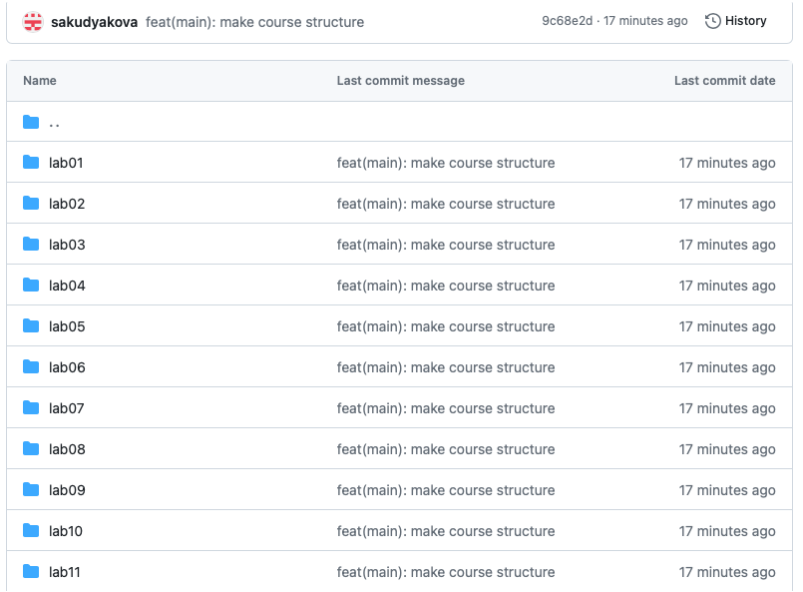 sakudyakova feat(main): make course structure 9c68e2d · 17 minutes ago History
Name Last commit message Last commit date
..
lab01 feat(main): make course structure 17 minutes ago
lab02 feat(main): make course structure 17 minutes ago
lab03 feat(main): make course structure 17 minutes ago
lab04 feat(main): make course structure 17 minutes ago
lab05 feat(main): make course structure 17 minutes ago
lab06 feat(main): make course structure 17 minutes ago
lab07 feat(main): make course structure 17 minutes ago
lab08 feat(main): make course structure 17 minutes ago
lab09 feat(main): make course structure 17 minutes ago
lab10 feat(main): make course structure 17 minutes ago
lab11 feat(main): make course structure 17 minutes ago